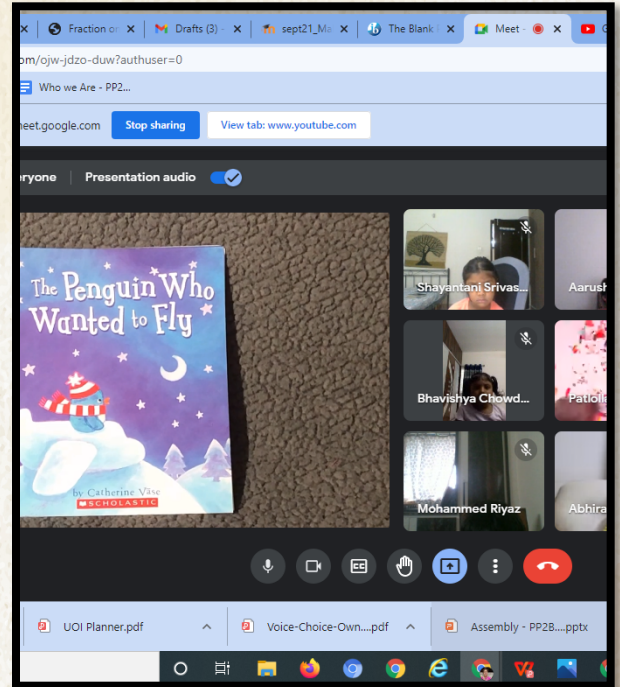 Fraction or
Drafts (3)
sept21_Ma
The Blank
Meet -
om/ojw-jdzo-duw?authuser=0
Who we Are - PP2...
neet.google.com
Stop sharing
View tab: www.youtube.com
ryone
Presentation audio
The Penguin Who
Wanted to Fly
by Catherine Vase
SCHOLASTIC
Shayantani Srivas...
Aarush
Bhavishya Chowd...
Patloll
Mohammed Riyaz
Abhira
CC
UOI Planner.pdf
Voice-Choice-Own....pdf
Assembly - PP2B....pptx